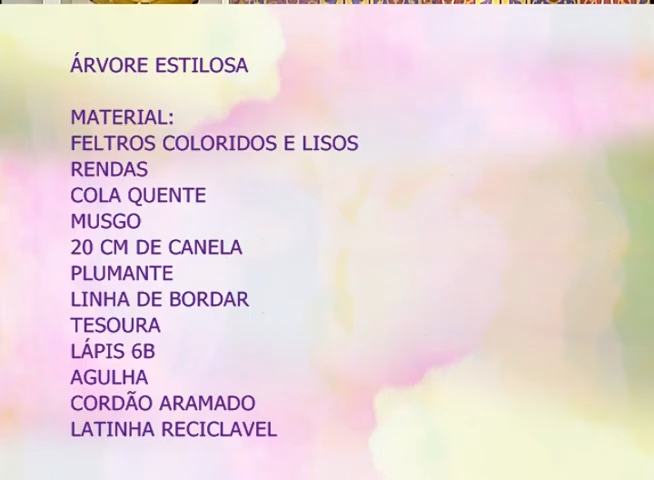 ÁRVORE ESTILOSA
MATERIAL:
FELTROS COLORIDOS E LISOS
RENDAS
COLA QUENTE
MUSGO
20 CM DE CANELA
PLUMANTE
LINHA DE BORDAR
TESOURA
LÁPIS 6B
AGULHA
CORDÃO ARAMADO
LATINHA RECICLAVEL